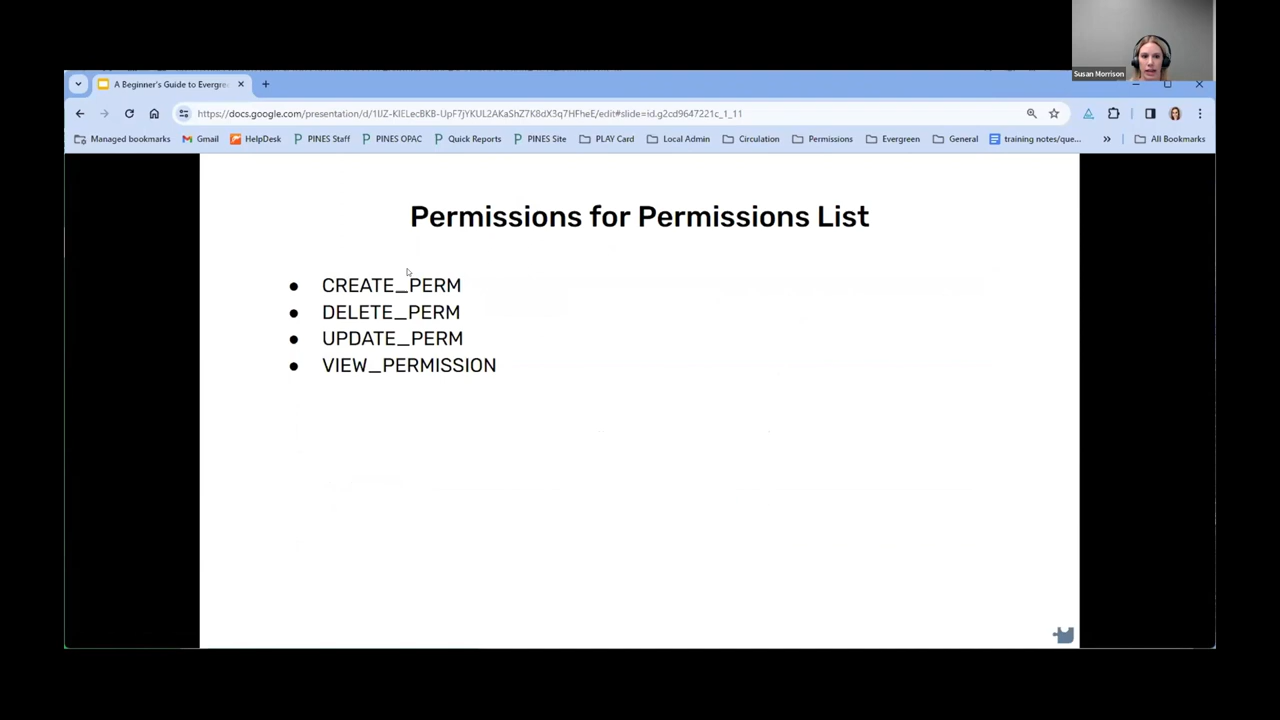 Susan Morrison
A Beginner's Guide to Evergree
https://docs.google.com/presentation/d/1IJZ-KIELecBKB-UpF7jYKUL2AKaShZ7K8dX3q7HFheE/edit#slide=id.g2cd9647221c_1_11
Managed bookmarks Gmail HelpDesk PINES Staff PINES OPAC Quick Reports PINES Site PLAY Card Local Admin Circulation Permissions Evergreen General training notes/que... All Bookmarks
Permissions for Permissions List
● CREATE_PERM
● DELETE_PERM
● UPDATE_PERM
● VIEW_PERMISSION